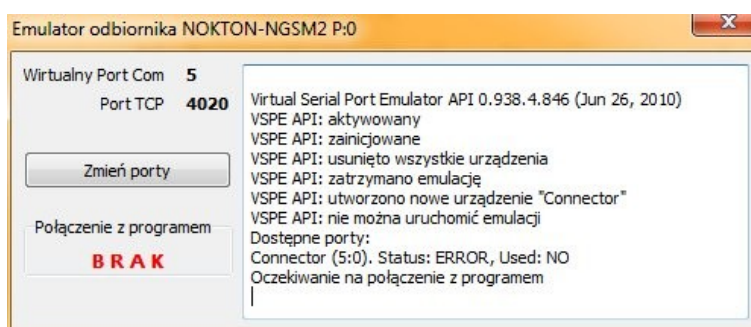 Emulator odbiornika NOKTON-NGSM2 P:0
Wirtualny Port Com 5
Port TCP 4020
Zmień porty
Połączenie z programem
BRAK
Virtual Serial Port Emulator API 0.938.4.846 (Jun 26, 2010)
VSPE API: aktywowany
VSPE API: zainicjowane
VSPE API: usunięto wszystkie urządzenia
VSPE API: zatrzymano emulację
VSPE API: utworzono nowe urządzenie "Connector"
VSPE API: nie można uruchomić emulacji
Dostępne porty:
Connector (5:0). Status: ERROR, Used: NO
Oczekiwanie na połączenie z programem